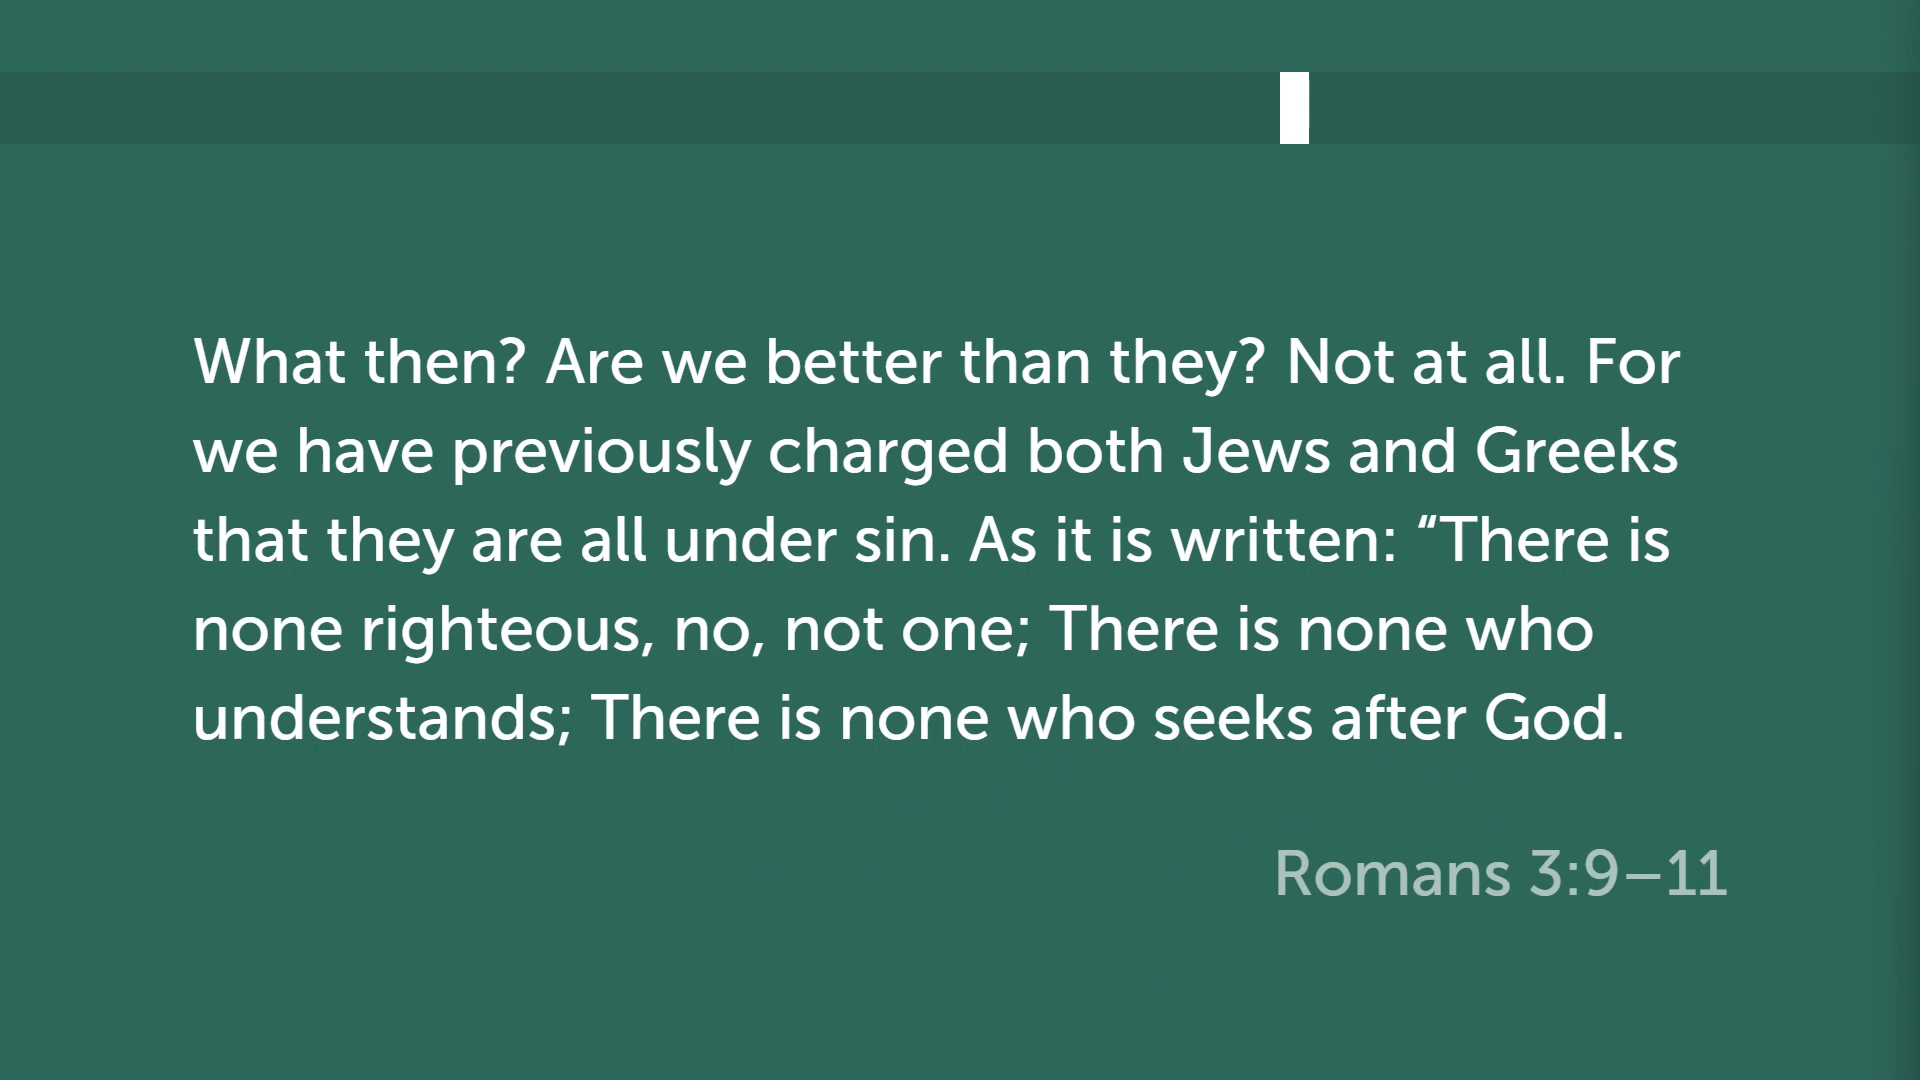 What then? Are we better than they? Not at all. For
we have previously charged both Jews and Greeks
that they are all under sin. As it is written: “There is
none righteous, no, not one; There is none who
understands; There is none who seeks after God.
Romans 3:9–11